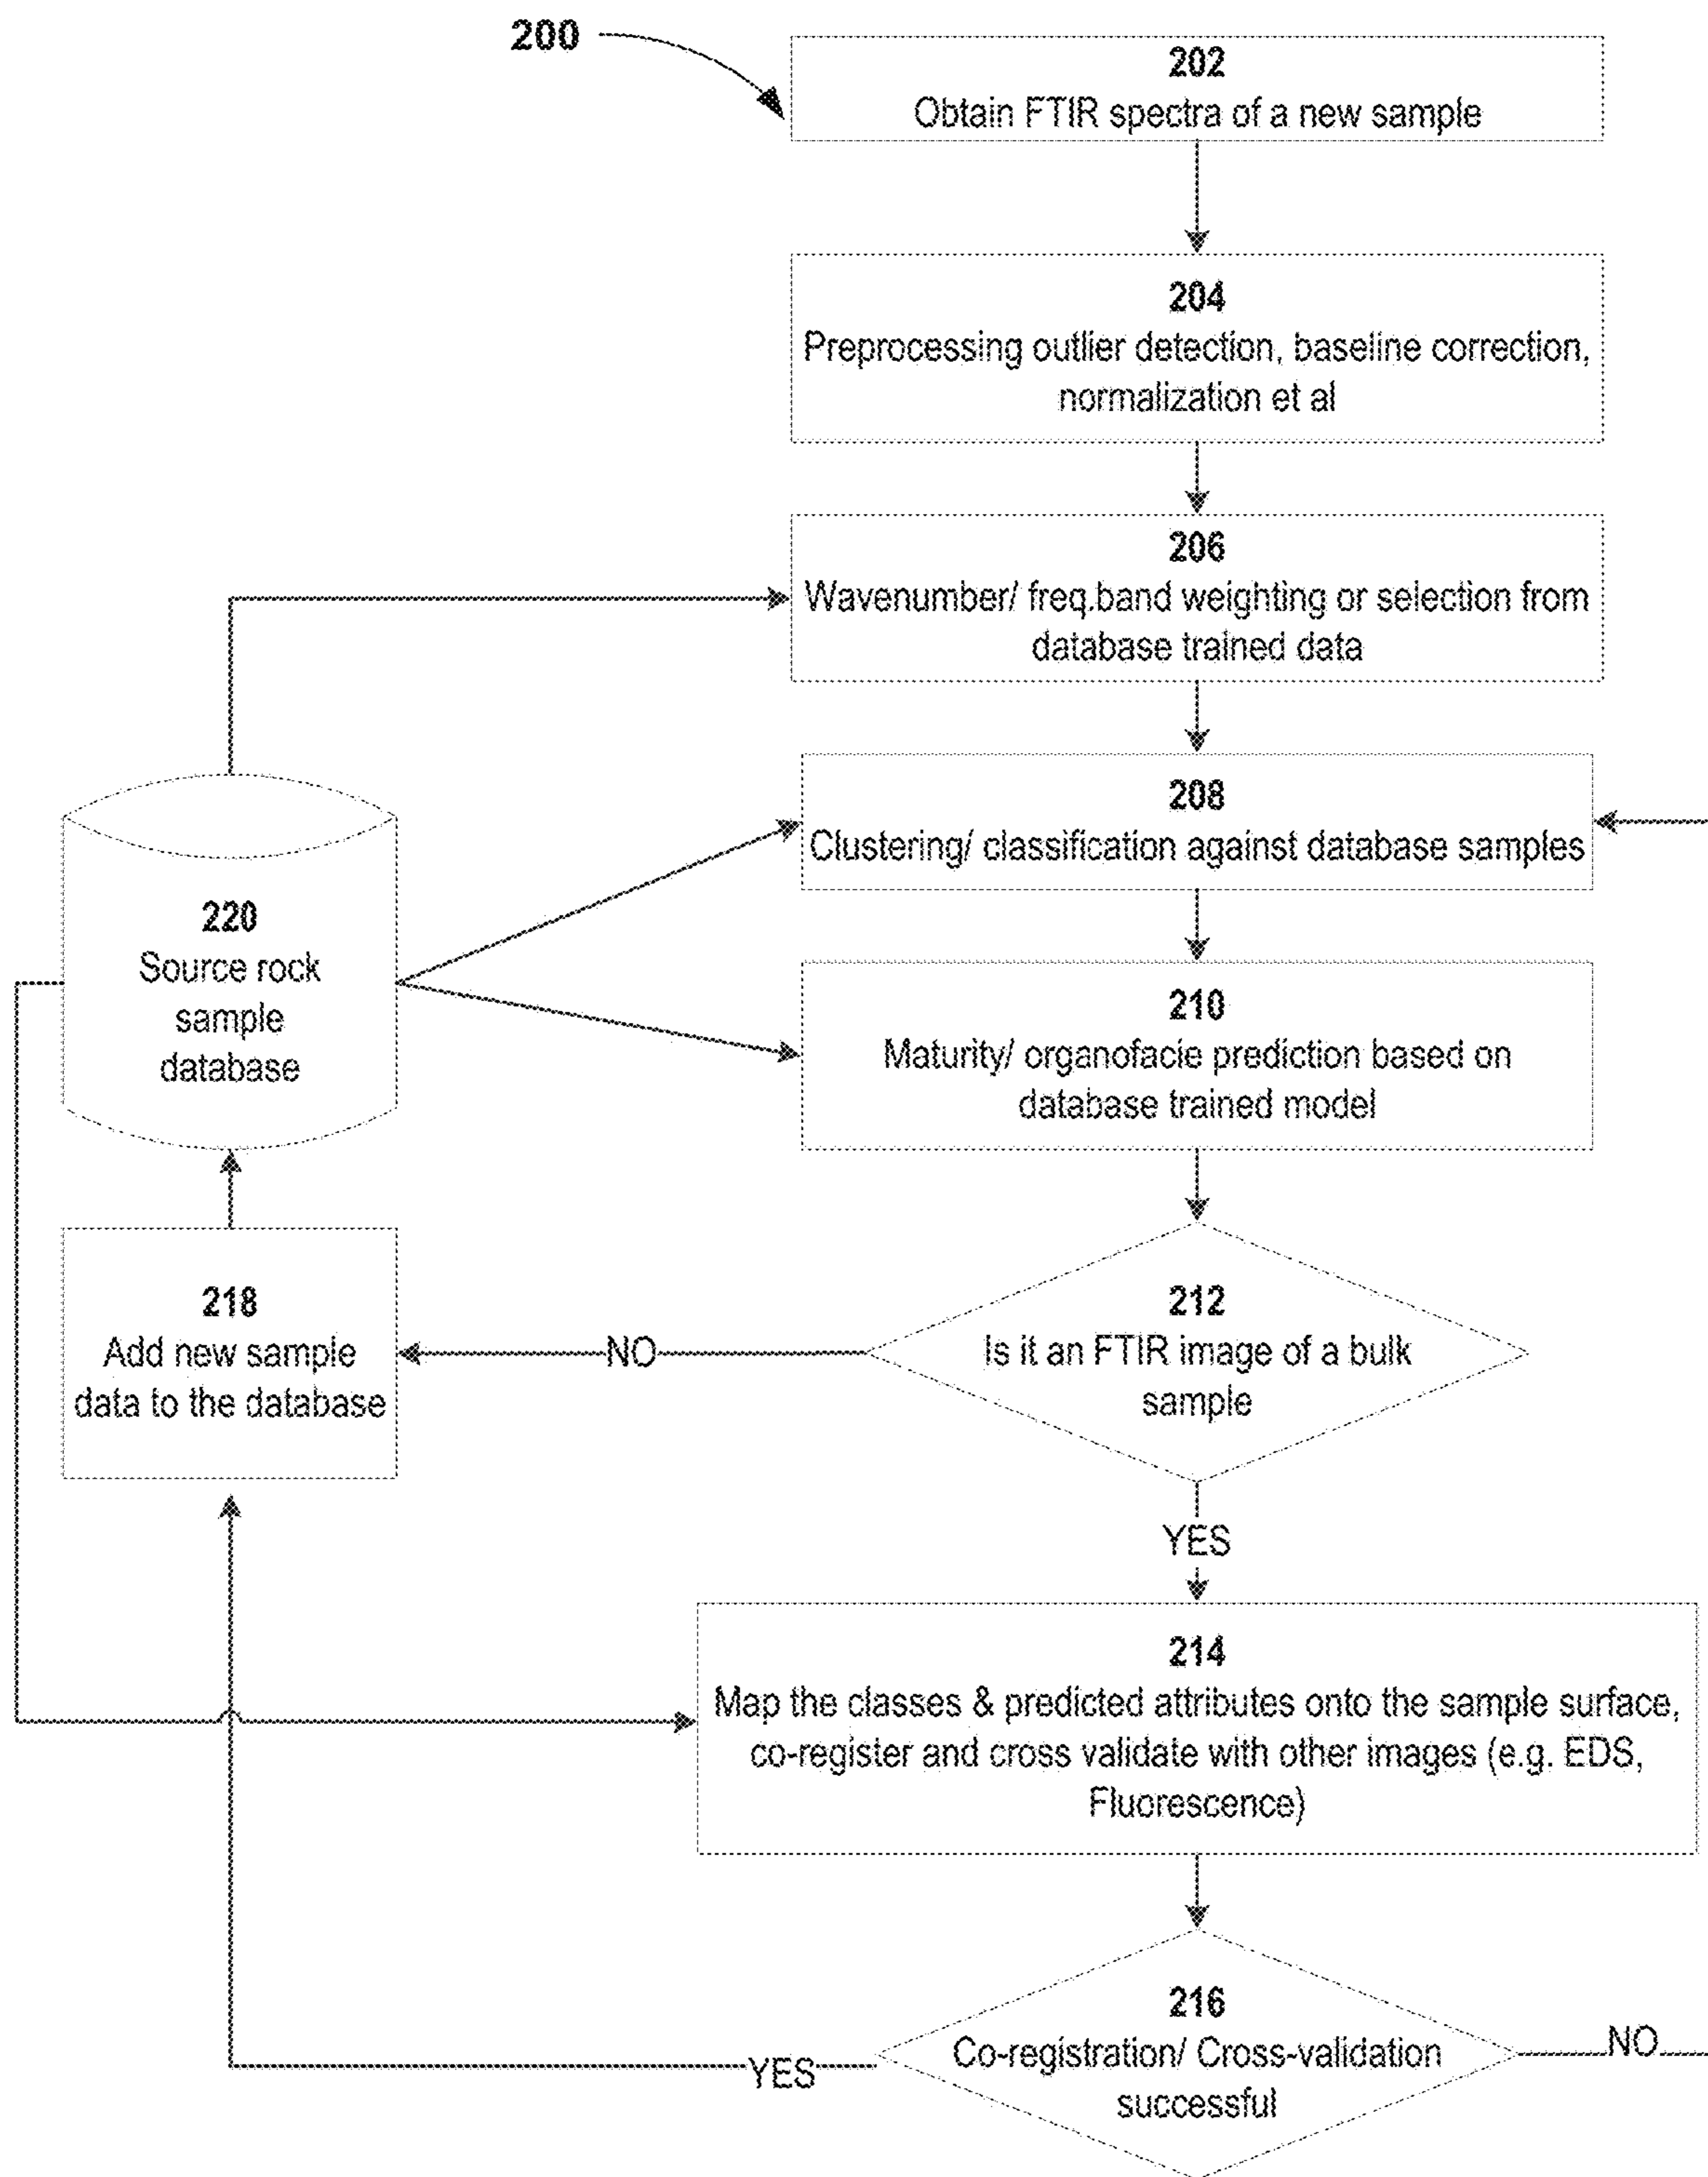 200
202
Obtain FTIR spectra of a new sample
204
Preprocessing outlier detection, baseline correction,
normalization et al
206
Wavenumber/ freq.band weighting or selection from
database trained data
208
Clustering/ classification against database samples
220
Source rock
sample
database
210
Maturity/ organofacie prediction based on
database trained model
218
Add new sample
data to the database
NO
212
Is it an FTIR image of a bulk
sample
YES
214
Map the classes & predicted attributes onto the sample surface,
co-register and cross validate with other images (e.g. EDS,
Fluorescence)
216
Co-registration/ Cross-validation
successful
YES
NO